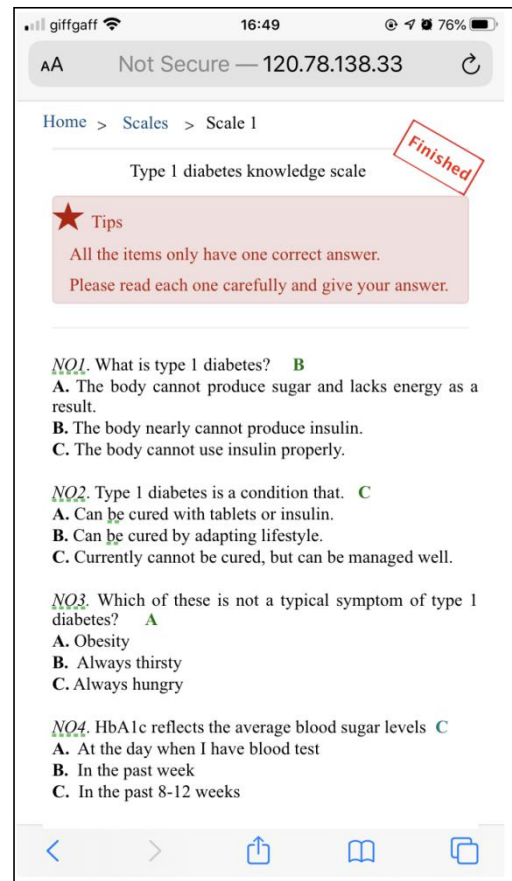 giffgaff 16:49 76%
AA Not Secure — 120.78.138.33
Home > Scales > Scale 1
Finished
Type 1 diabetes knowledge scale
Tips
All the items only have one correct answer.
Please read each one carefully and give your answer.
NO1. What is type 1 diabetes? B
A. The body cannot produce sugar and lacks energy as a
result.
B. The body nearly cannot produce insulin.
C. The body cannot use insulin properly.
NO2. Type 1 diabetes is a condition that. C
A. Can be cured with tablets or insulin.
B. Can be cured by adapting lifestyle.
C. Currently cannot be cured, but can be managed well.
NO3. Which of these is not a typical symptom of type 1
diabetes? A
A. Obesity
B. Always thirsty
C. Always hungry
NO4. HbA1c reflects the average blood sugar levels C
A. At the day when I have blood test
B. In the past week
C. In the past 8-12 weeks